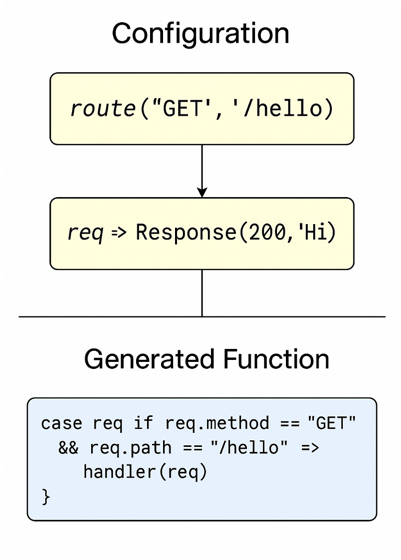 Configuration
route("GET', '/hello)
req => Response(200,'Hi)
Generated Function
case req if req.method == "GET"
&& req.path == "/hello" =>
handler(req)
}